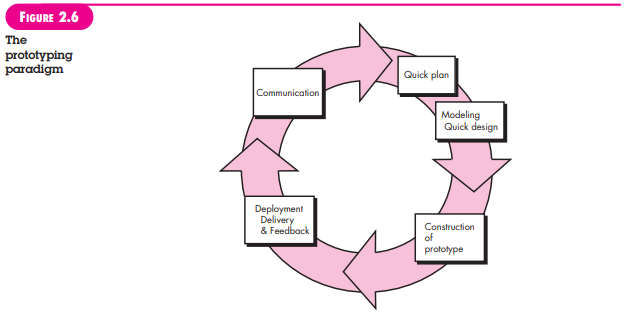 FIGURE 2.6
The
prototyping
paradigm
Communication
Quick plan
Modeling
Quick design
Construction
of
prototype
Deployment
Delivery
& Feedback